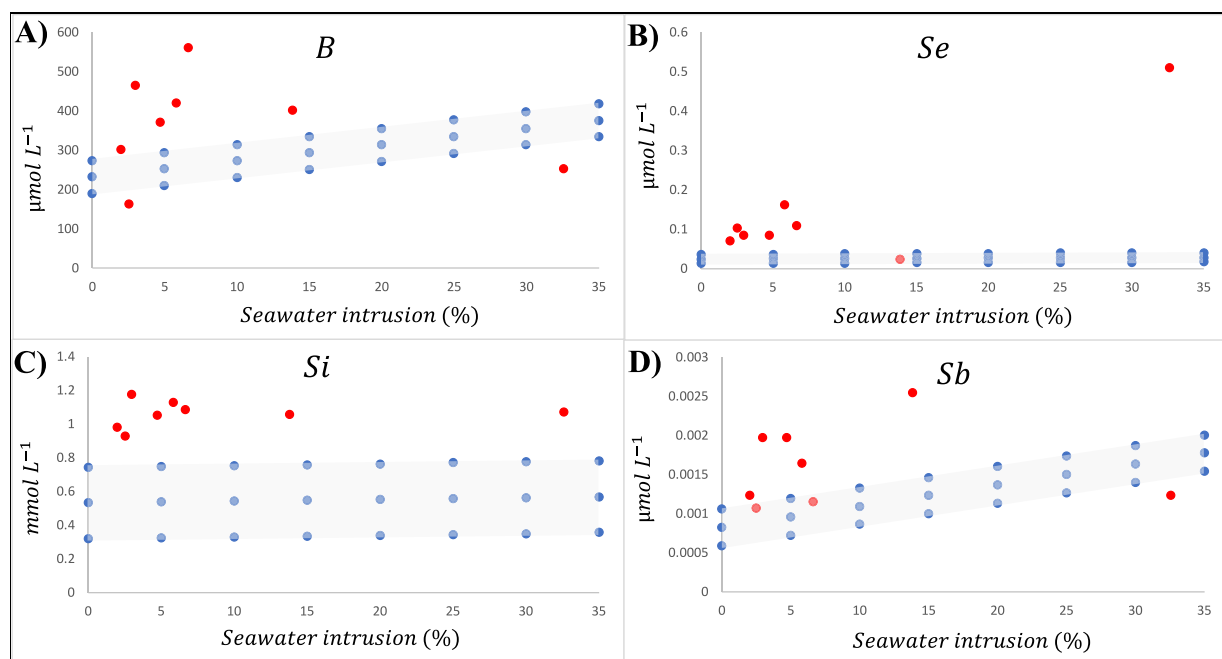 A)
B
600
500
400
300
200
100
0
μmol L⁻¹
0 5 10 15 20 25 30 35
Seawater intrusion (%)
B)
Se
0.6
0.5
0.4
0.3
0.2
0.1
0
μmol L⁻¹
0 5 10 15 20 25 30 35
Seawater intrusion (%)
C)
Si
1.4
1.2
1
0.8
0.6
0.4
0.2
0
mmol L⁻¹
0 5 10 15 20 25 30 35
Seawater intrusion (%)
D)
Sb
0.003
0.0025
0.002
0.0015
0.001
0.0005
0
μmol L⁻¹
0 5 10 15 20 25 30 35
Seawater intrusion (%)